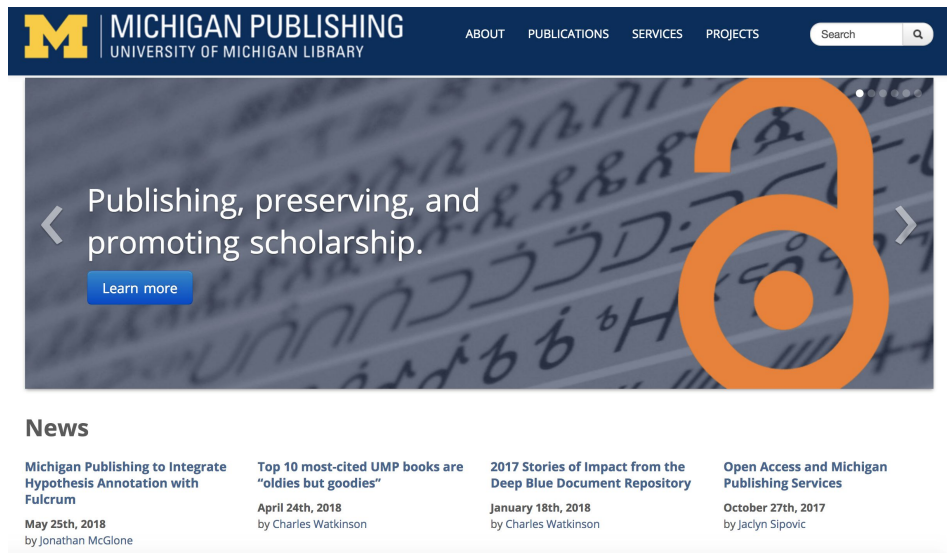 MICHIGAN PUBLISHING
UNIVERSITY OF MICHIGAN LIBRARY
ABOUT PUBLICATIONS SERVICES PROJECTS
Search
Publishing, preserving, and
promoting scholarship.
Learn more
News
Michigan Publishing to Integrate
Hypothesis Annotation with
Fulcrum
May 25th, 2018
by Jonathan McGlone
Top 10 most-cited UMP books are
“oldies but goodies”
April 24th, 2018
by Charles Watkinson
2017 Stories of Impact from the
Deep Blue Document Repository
January 18th, 2018
by Charles Watkinson
Open Access and Michigan
Publishing Services
October 27th, 2017
by Jaclyn Sipovic